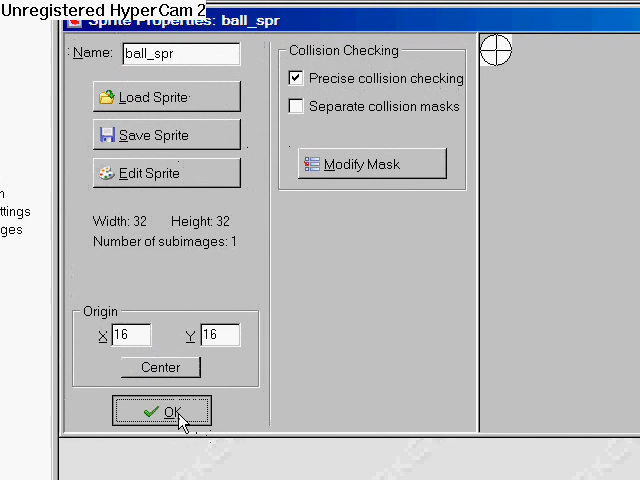 Unregistered HyperCam 2
Sprite Properties: ball_spr
Name: ball_spr
Load Sprite
Save Sprite
Edit Sprite
Width: 32 Height: 32
Number of subimages: 1
Origin
X 16 Y 16
Center
OK
Collision Checking
Precise collision checking
Separate collision masks
Modify Mask
ttings
ges